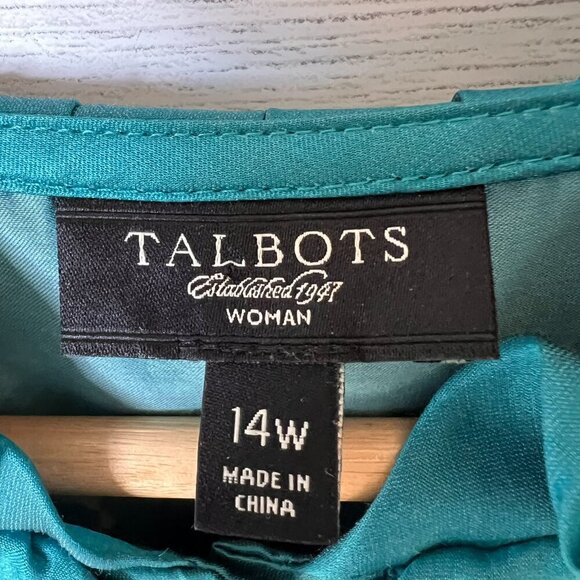 TALBOTS
Established 1947
WOMAN
14W
MADE IN
CHINA